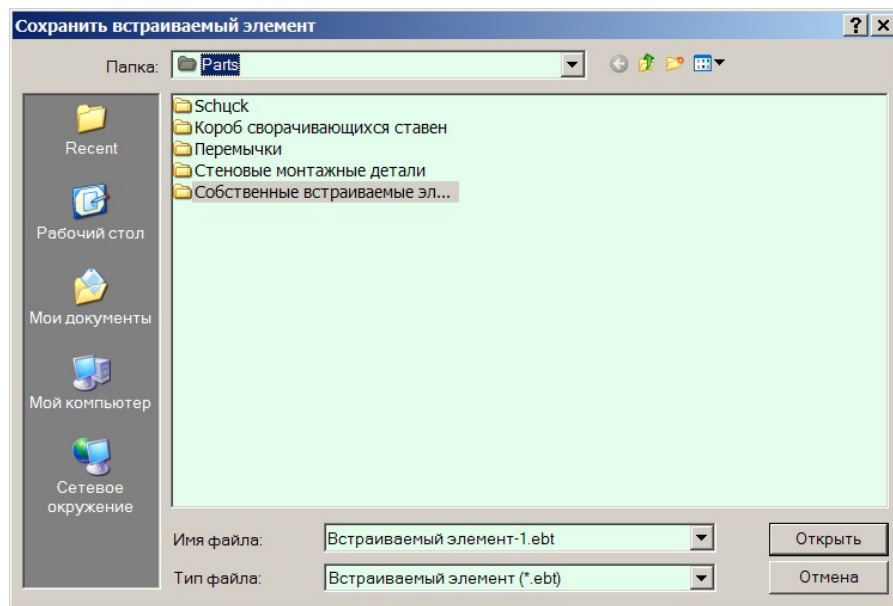 Сохранить встраиваемый элемент
Папка: Parts
Schцck
Короб сворачивающихся ставен
Перемычки
Стеновые монтажные детали
Собственные встраиваемые эл...
Recent
Рабочий стол
Мои документы
Мой компьютер
Сетевое
окружение
Имя файла: Встраиваемый элемент-1.ebt Открыть
Тип файла: Встраиваемый элемент (*.ebt) Отмена